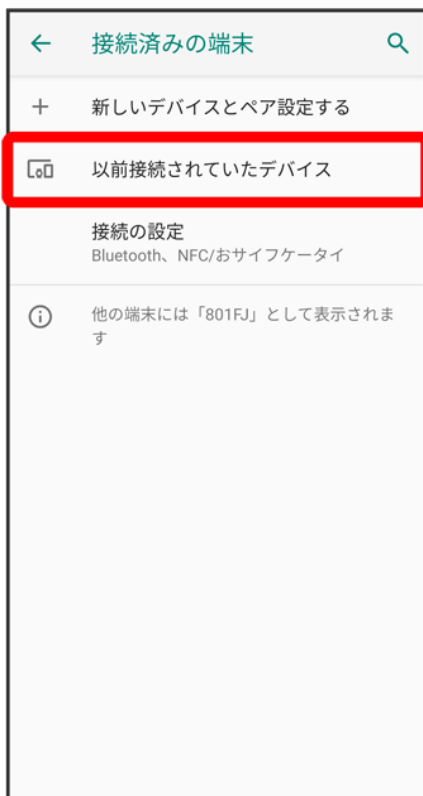 接続済みの端末
新しいデバイスとペア設定する
以前接続されていたデバイス
接続の設定
Bluetooth、NFC/おサイフケータイ
他の端末には「801FJ」として表示されま
す